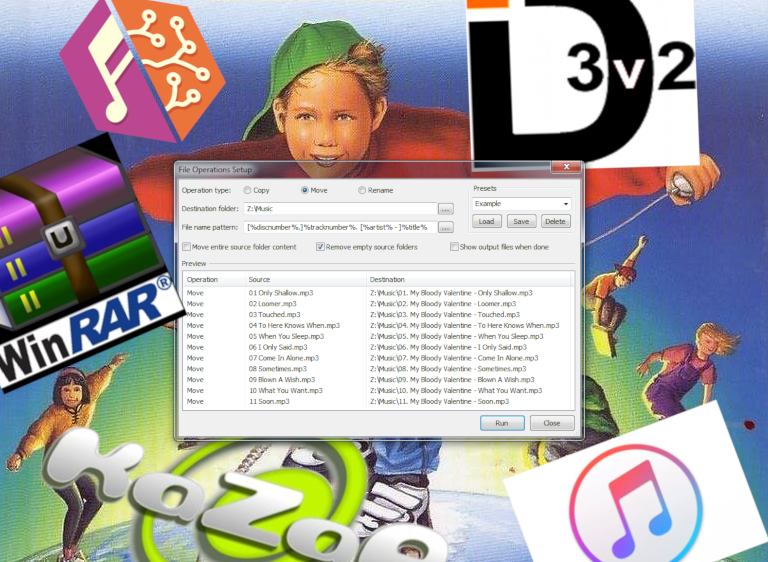 3v2
D
File Operations Setup
Operation type: Copy Move Rename
Presets
Example
Destination folder: Z:\Music ...
Load Save Delete
File name pattern: [%discnumber%.]%tracknumber%. [%artist% - ]%title% ...
Move entire source folder content Remove empty source folders Show output files when done
Preview
Operation Source Destination
Move 01 Only Shallow.mp3 Z:\Music\01. My Bloody Valentine - Only Shallow.mp3
Move 02 Loomer.mp3 Z:\Music\02. My Bloody Valentine - Loomer.mp3
Move 03 Touched.mp3 Z:\Music\03. My Bloody Valentine - Touched.mp3
Move 04 To Here Knows When.mp3 Z:\Music\04. My Bloody Valentine - To Here Knows When.mp3
Move 05 When You Sleep.mp3 Z:\Music\05. My Bloody Valentine - When You Sleep.mp3
Move 06 I Only Said.mp3 Z:\Music\06. My Bloody Valentine - I Only Said.mp3
Move 07 Come In Alone.mp3 Z:\Music\07. My Bloody Valentine - Come In Alone.mp3
Move 08 Sometimes.mp3 Z:\Music\08. My Bloody Valentine - Sometimes.mp3
Move 09 Blown A Wish.mp3 Z:\Music\09. My Bloody Valentine - Blown A Wish.mp3
Move 10 What You Want.mp3 Z:\Music\10. My Bloody Valentine - What You Want.mp3
Move 11 Soon.mp3 Z:\Music\11. My Bloody Valentine - Soon.mp3
Run Close
U
WinRAR®
KaZaa